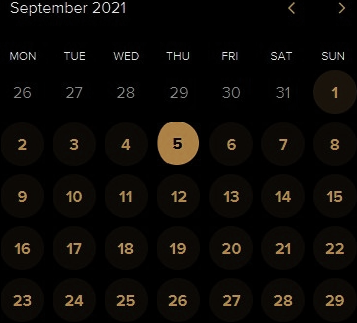 September 2021 < >
MON TUE WED THU FRI SAT SUN
26 27 28 29 30 31 1
2 3 4 5 6 7 8
9 10 11 12 13 14 15
16 17 18 19 20 21 22
23 24 25 26 27 28 29